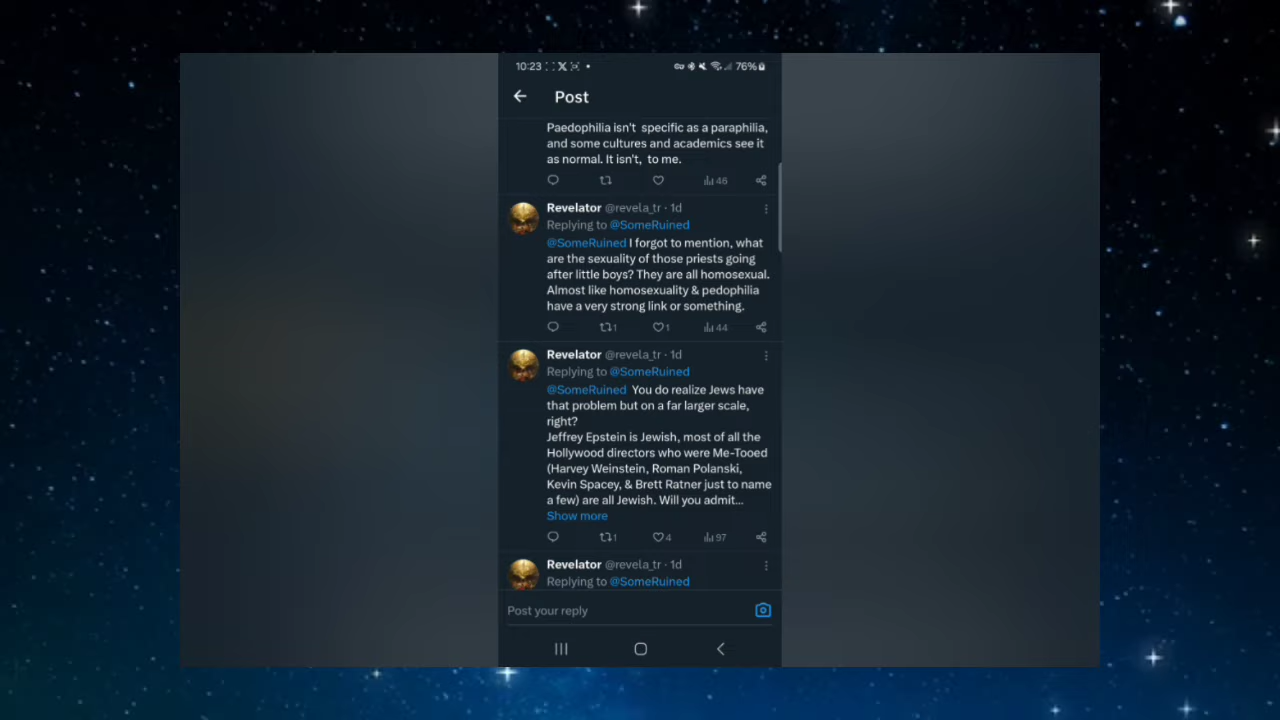 10:23 X 76%
Post
Paedophilia isn't specific as a paraphilia,
and some cultures and academics see it
as normal. It isn't, to me.
46
Revelator @revela_tr · 1d
Replying to @SomeRuined
@SomeRuined I forgot to mention, what
are the sexuality of those priests going
after little boys? They are all homosexual.
Almost like homosexuality & pedophilia
have a very strong link or something.
1 1 44
Revelator @revela_tr · 1d
Replying to @SomeRuined
@SomeRuined You do realize Jews have
that problem but on a far larger scale,
right?
Jeffrey Epstein is Jewish, most of all the
Hollywood directors who were Me-Tooed
(Harvey Weinstein, Roman Polanski,
Kevin Spacey, & Brett Ratner just to name
a few) are all Jewish. Will you admit...
Show more
1 4 97
Revelator @revela_tr · 1d
Replying to @SomeRuined
Post your reply